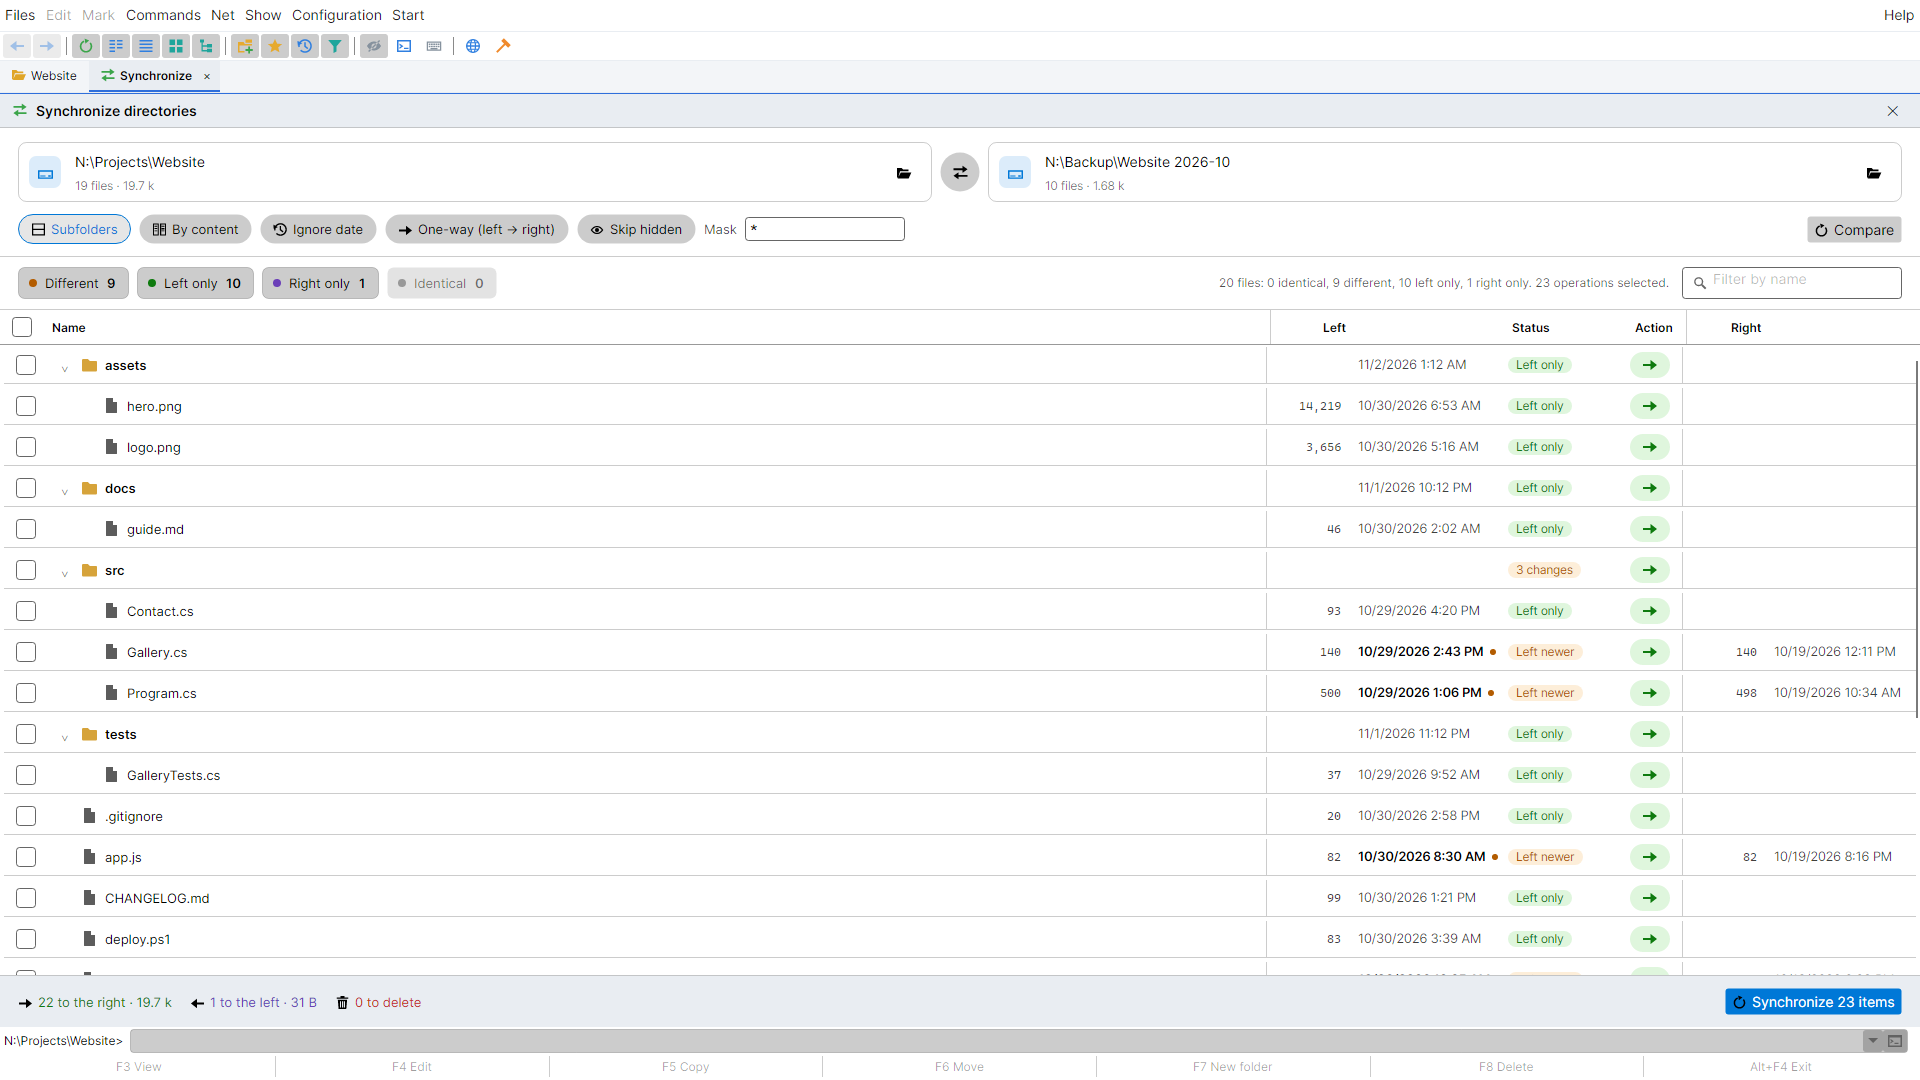 Files Edit Mark Commands Net Show Configuration Start Help
Website Synchronize ×
Synchronize directories
N:\Projects\Website
19 files · 19.7 k
N:\Backup\Website 2026-10
10 files · 1.68 k
Subfolders By content Ignore date One-way (left → right) Skip hidden Mask * Compare
Different 9 Left only 10 Right only 1 Identical 0 20 files: 0 identical, 9 different, 10 left only, 1 right only. 23 operations selected. Filter by name
Name Left Status Action Right
assets 11/2/2026 1:12 AM Left only
hero.png 14,219 10/30/2026 6:53 AM Left only
logo.png 3,656 10/30/2026 5:16 AM Left only
docs 11/1/2026 10:12 PM Left only
guide.md 46 10/30/2026 2:02 AM Left only
src 3 changes
Contact.cs 93 10/29/2026 4:20 PM Left only
Gallery.cs 140 10/29/2026 2:43 PM Left newer 140 10/19/2026 12:11 PM
Program.cs 500 10/29/2026 1:06 PM Left newer 498 10/19/2026 10:34 AM
tests 11/1/2026 11:12 PM Left only
GalleryTests.cs 37 10/29/2026 9:52 AM Left only
.gitignore 20 10/30/2026 2:58 PM Left only
app.js 82 10/30/2026 8:30 AM Left newer 82 10/19/2026 8:16 PM
CHANGELOG.md 99 10/30/2026 1:21 PM Left only
deploy.ps1 83 10/30/2026 3:39 AM Left only
22 to the right · 19.7 k 1 to the left · 31 B 0 to delete Synchronize 23 items
N:\Projects\Website>
F3 View F4 Edit F5 Copy F6 Move F7 New folder F8 Delete Alt+F4 Exit